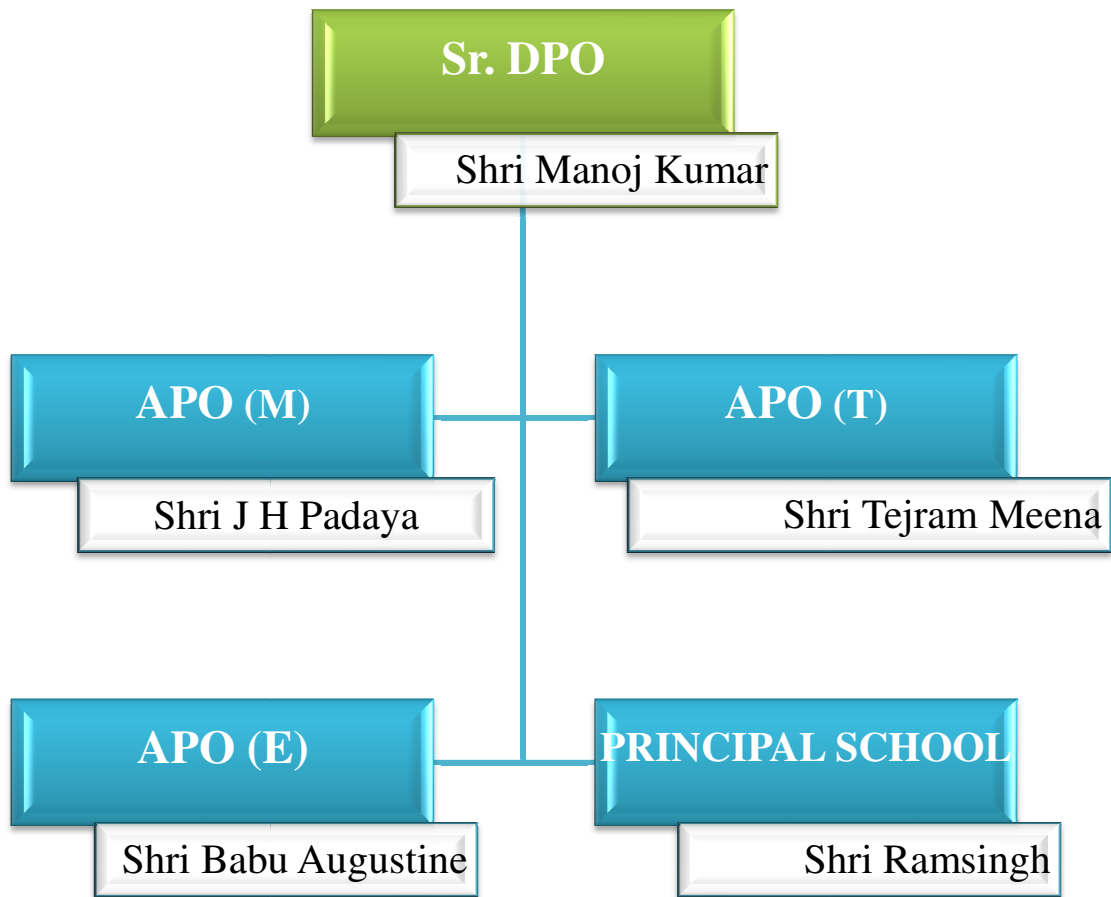 Sr. DPO
Shri Manoj Kumar
APO (M)
Shri J H Padaya
APO (T)
Shri Tejram Meena
APO (E)
Shri Babu Augustine
PRINCIPAL SCHOOL
Shri Ramsingh